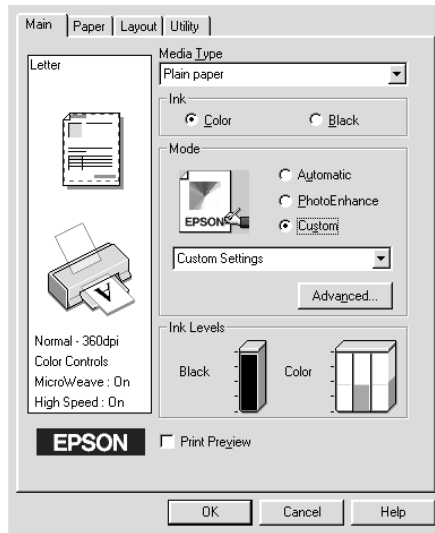 Main Paper Layout Utility
Letter
Normal - 360dpi
Color Controls
MicroWeave : On
High Speed : On
EPSON
Media Type
Plain paper
Ink
Color Black
Mode
EPSON
Automatic
PhotoEnhance
Custom
Custom Settings
Advanced...
Ink Levels
Black Color
Print Preview
OK Cancel Help